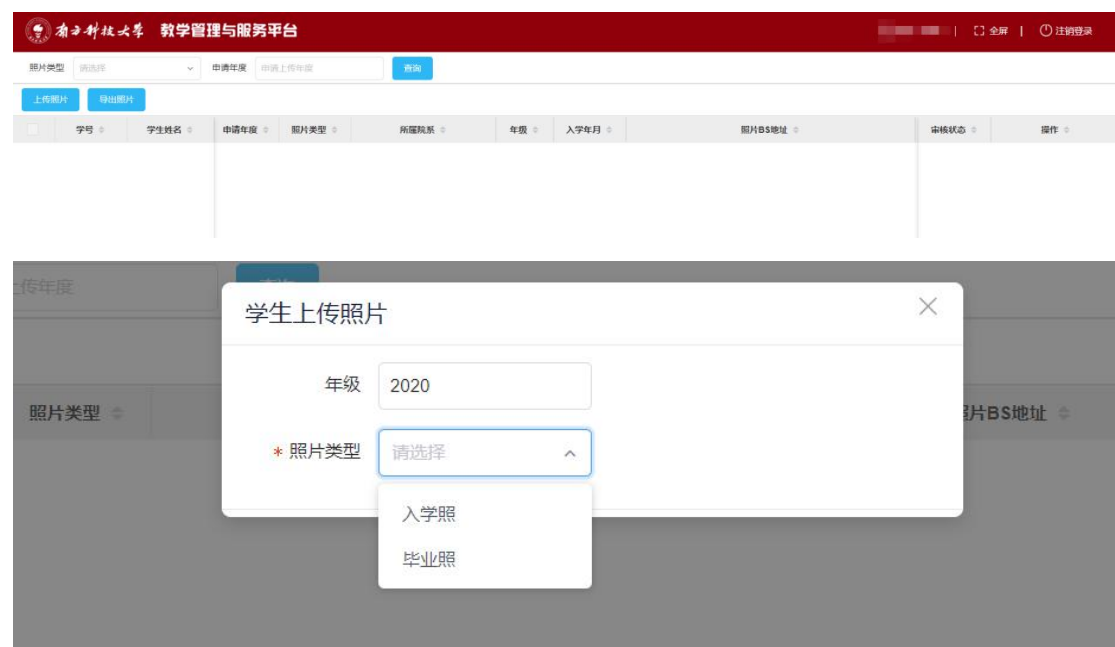 南方科技大学 教学管理与服务平台 | 全屏 | 注销登录
照片类型 请选择 申请年度 申请上传年度 查询
上传照片 导出照片
学号 学生姓名 申请年度 照片类型 所属院系 年级 入学年月 照片BS地址 审核状态 操作
上传年度
学生上传照片
年级 2020
照片类型 片BS地址
* 照片类型 请选择
入学照
毕业照